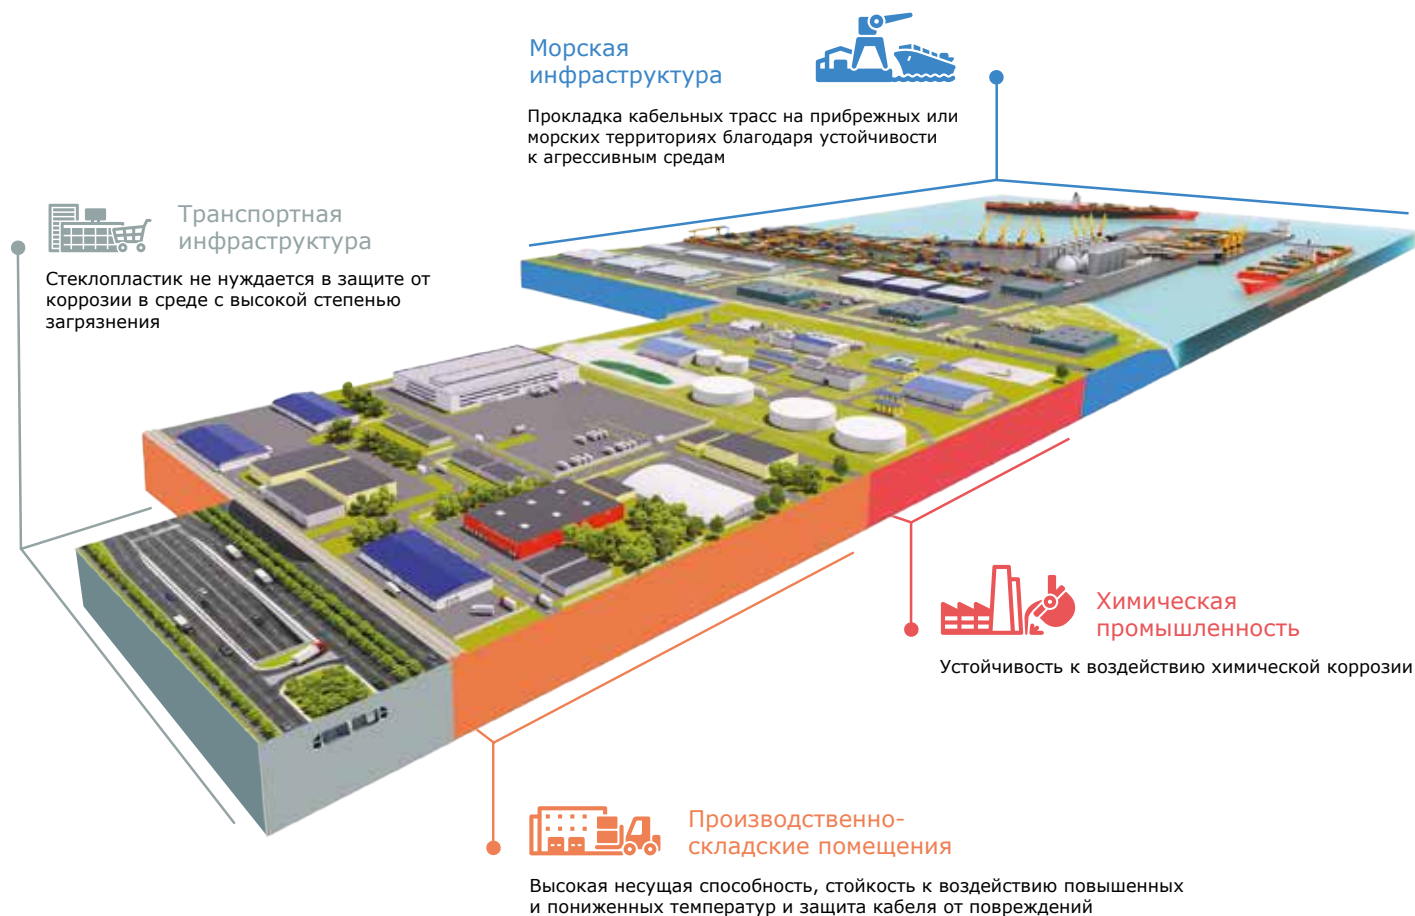 Морская
инфраструктура
Прокладка кабельных трасс на прибрежных или
морских территориях благодаря устойчивости
к агрессивным средам
Транспортная
инфраструктура
Стеклопластик не нуждается в защите от
коррозии в среде с высокой степенью
загрязнения
Химическая
промышленность
Устойчивость к воздействию химической коррозии
Производственно-
складские помещения
Высокая несущая способность, стойкость к воздействию повышенных
и пониженных температур и защита кабеля от повреждений